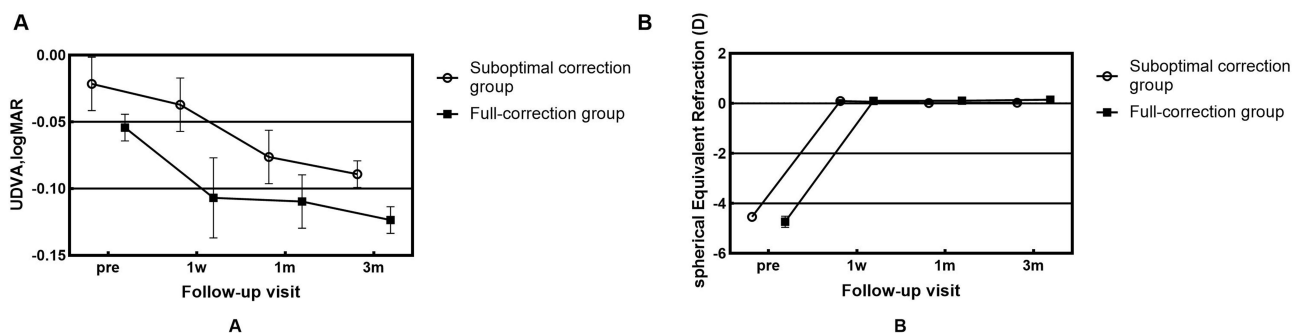 A
UDVA,logMAR
0.00
-0.05
-0.10
-0.15
pre
1w
1m
3m
Follow-up visit
Suboptimal correction
group
Full-correction group
A
B
spherical Equivalent Refraction (D)
2
0
-2
-4
-6
pre
1w
1m
3m
Follow-up visit
Suboptimal correction
group
Full-correction group
B